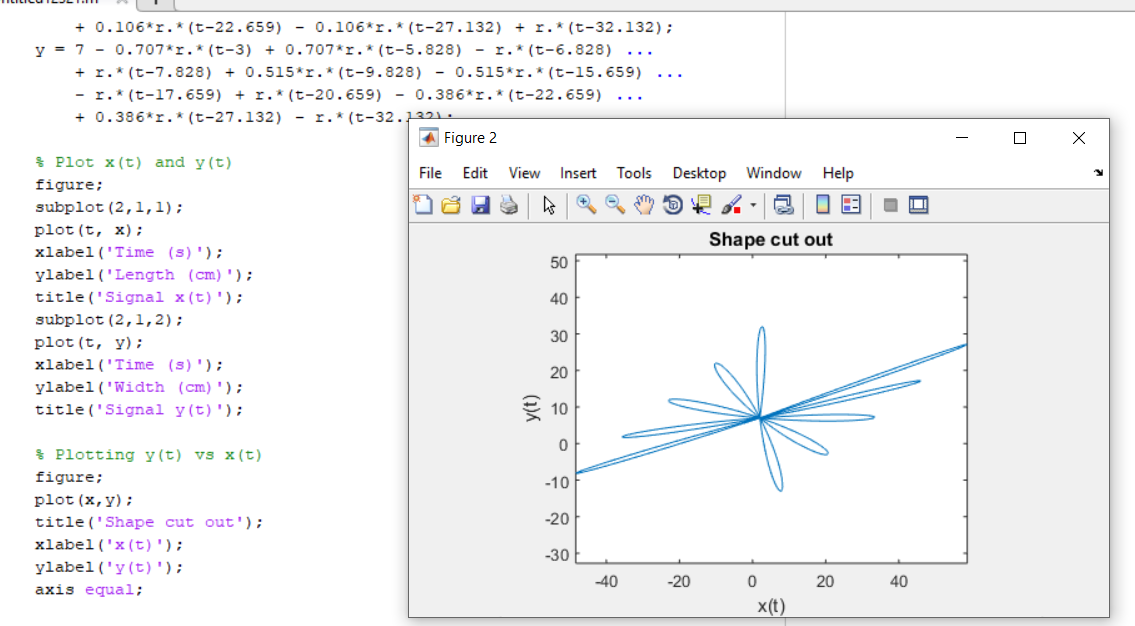 + 0.106*r.*(t-22.659) - 0.106*r.*(t-27.132) + r.*(t-32.132);
y = 7 - 0.707*r.*(t-3) + 0.707*r.*(t-5.828) - r.*(t-6.828) ...
+ r.*(t-7.828) + 0.515*r.*(t-9.828) - 0.515*r.*(t-15.659) ...
- r.*(t-17.659) + r.*(t-20.659) - 0.386*r.*(t-22.659) ...
+ 0.386*r.*(t-27.132) - r.*(t-32.132);
% Plot x(t) and y(t)
figure;
subplot(2,1,1);
plot(t, x);
xlabel('Time (s)');
ylabel('Length (cm)');
title('Signal x(t)');
subplot(2,1,2);
plot(t, y);
xlabel('Time (s)');
ylabel('Width (cm)');
title('Signal y(t)');
% Plotting y(t) vs x(t)
figure;
plot(x,y);
title('Shape cut out');
xlabel('x(t)');
ylabel('y(t)');
axis equal;
Figure 2
File Edit View Insert Tools Desktop Window Help
Shape cut out
50
40
30
20
10
0
-10
-20
-30
y(t)
-40 -20 0 20 40
x(t)